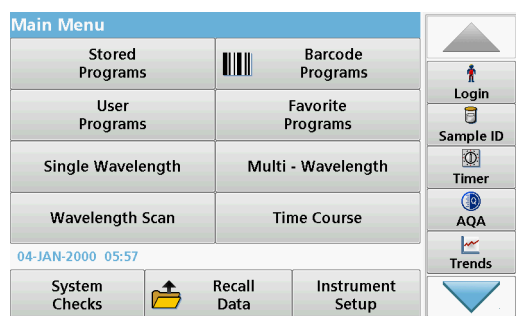 Main Menu
Stored
Programs
Barcode
Programs
User
Programs
Favorite
Programs
Single Wavelength
Multi - Wavelength
Wavelength Scan
Time Course
04-JAN-2000 05:57
System
Checks
Recall
Data
Instrument
Setup
Login
Sample ID
Timer
AQA
Trends